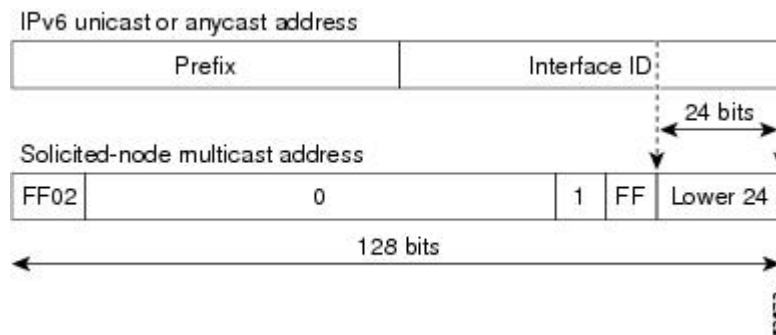 IPv6 unicast or anycast address
Prefix Interface ID
24 bits
Solicited-node multicast address
FF02 0 1 FF Lower 24
128 bits